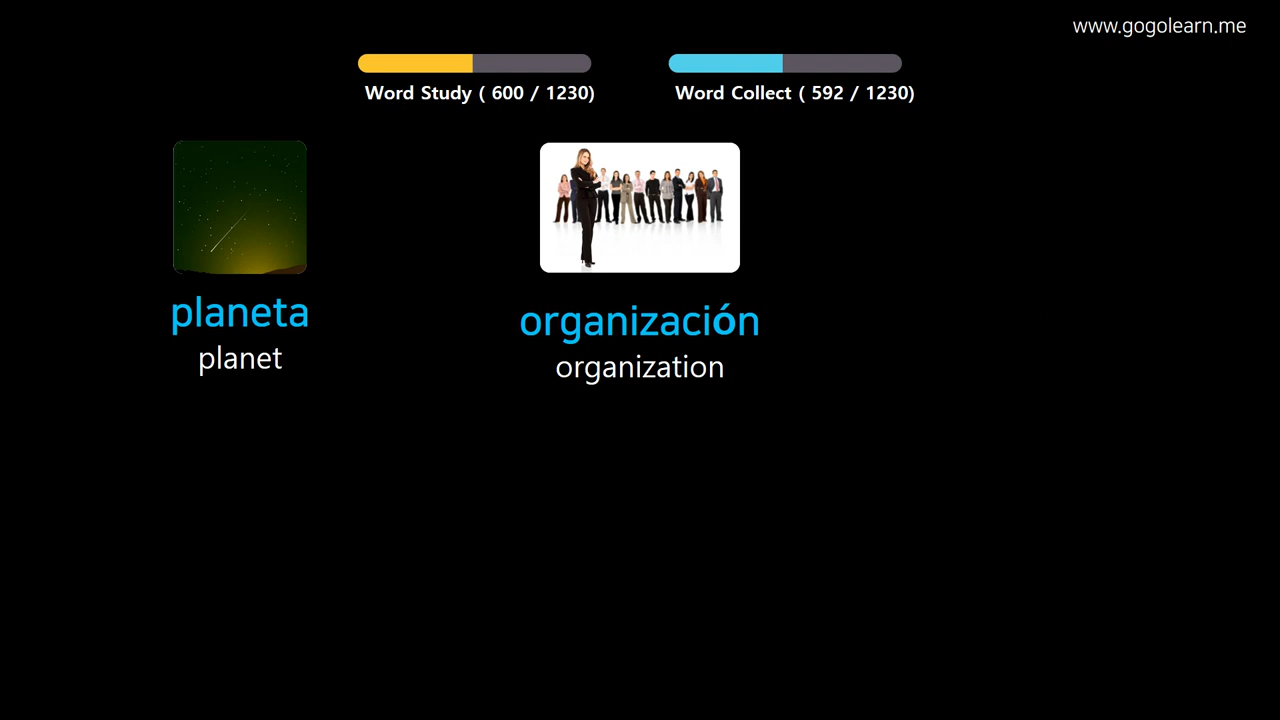 www.gogolearn.me
Word Study ( 600 / 1230)
Word Collect ( 592 / 1230)
planeta
planet
organización
organization